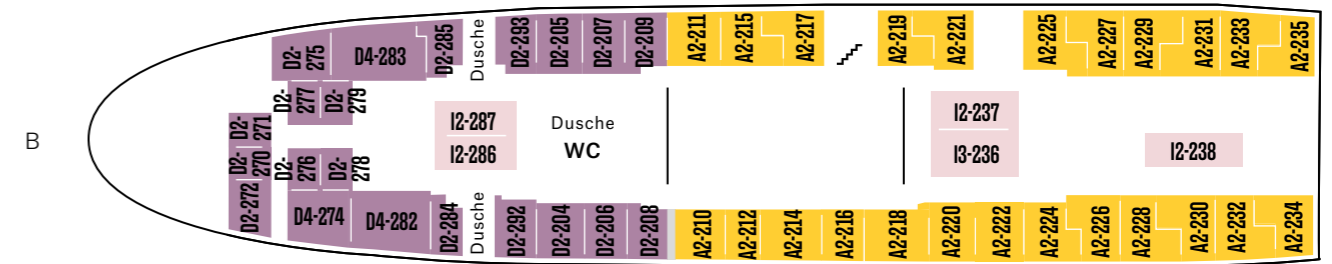 D2-
275
D4-283
D2-285
Dusche
D2-293
D2-205
D2-207
D2-209
A2-211
A2-215
A2-217
A2-219
A2-221
A2-225
A2-227
A2-229
A2-231
A2-233
A2-235
D2-
277
D2-
279
B
D2-
271
D2-
270
D2-272
I2-287
I2-286
Dusche
WC
I2-237
I3-236
I2-238
D2-
276
D2-
278
D4-274
D4-282
D2-284
Dusche
D2-292
D2-204
D2-206
D2-208
A2-210
A2-212
A2-214
A2-216
A2-218
A2-220
A2-222
A2-224
A2-226
A2-228
A2-230
A2-232
A2-234